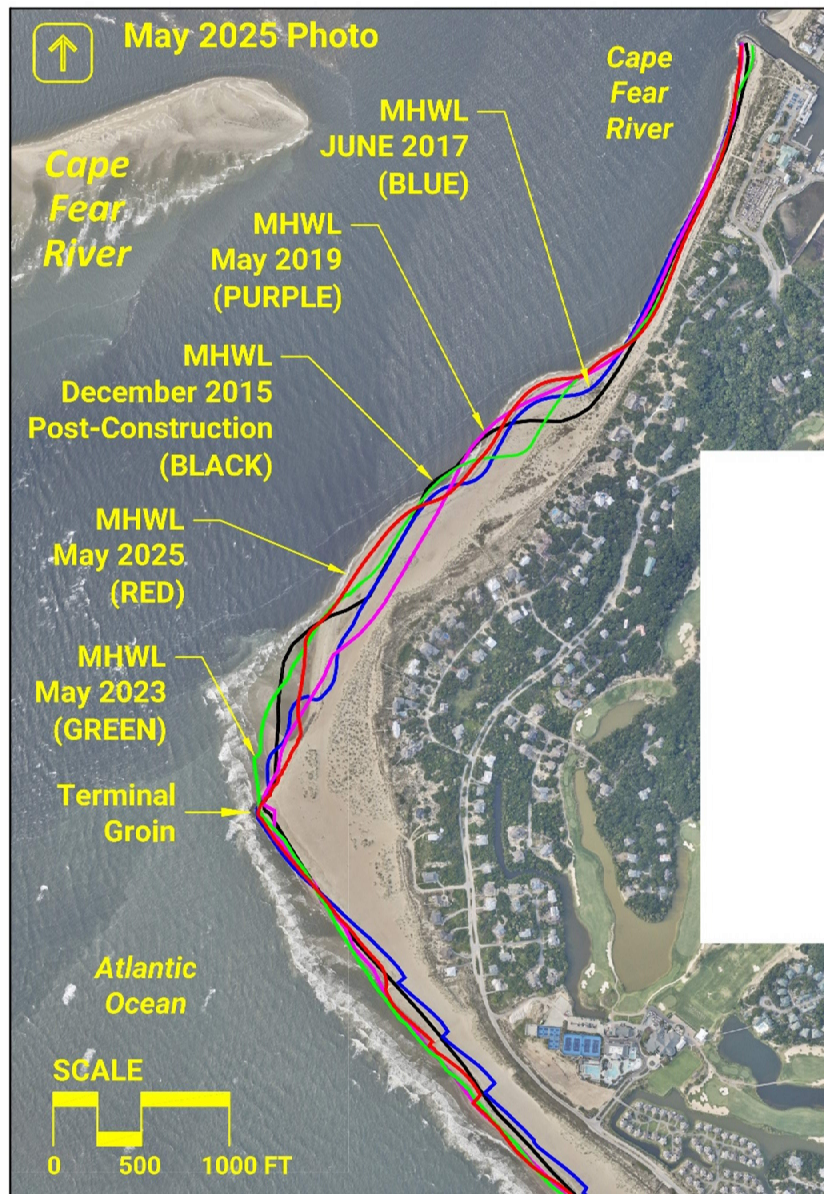 May 2025 Photo
Cape
Fear
River
MHWL
JUNE 2017
(BLUE)
Cape
Fear
River
MHWL
May 2019
(PURPLE)
MHWL
December 2015
Post-Construction
(BLACK)
MHWL
May 2025
(RED)
MHWL
May 2023
(GREEN)
Terminal
Groin
Atlantic
Ocean
SCALE
0 500 1000 FT